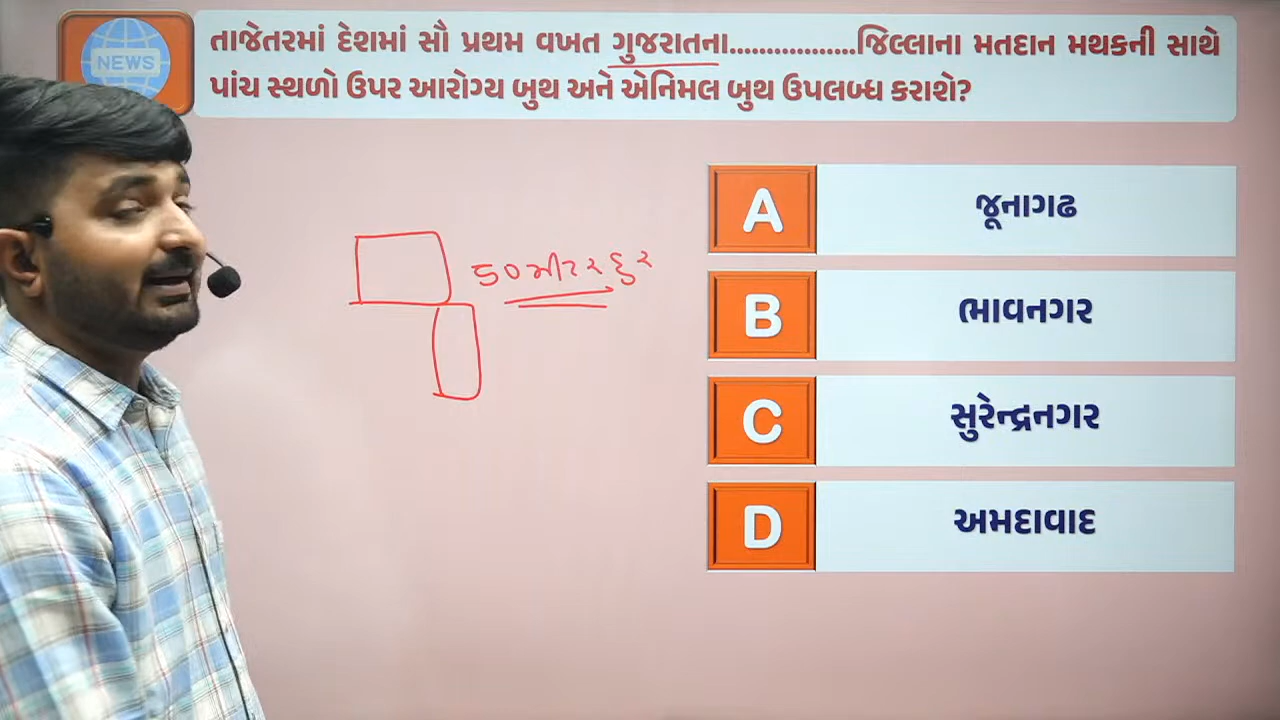 NEWS
તાજેતરમાં દેશમાં સૌ પ્રથમ વખત ગુજરાતના.................જિલ્લાના મતદાન મથકની સાથે
પાંચ સ્થળો ઉપર આરોગ્ય બુથ અને એનિમલ બુથ ઉપલબ્ધ કરાશે?
50 મીટર દુર
A જૂનાગઢ
B ભાવનગર
C સુરેન્દ્રનગર
D અમદાવાદ